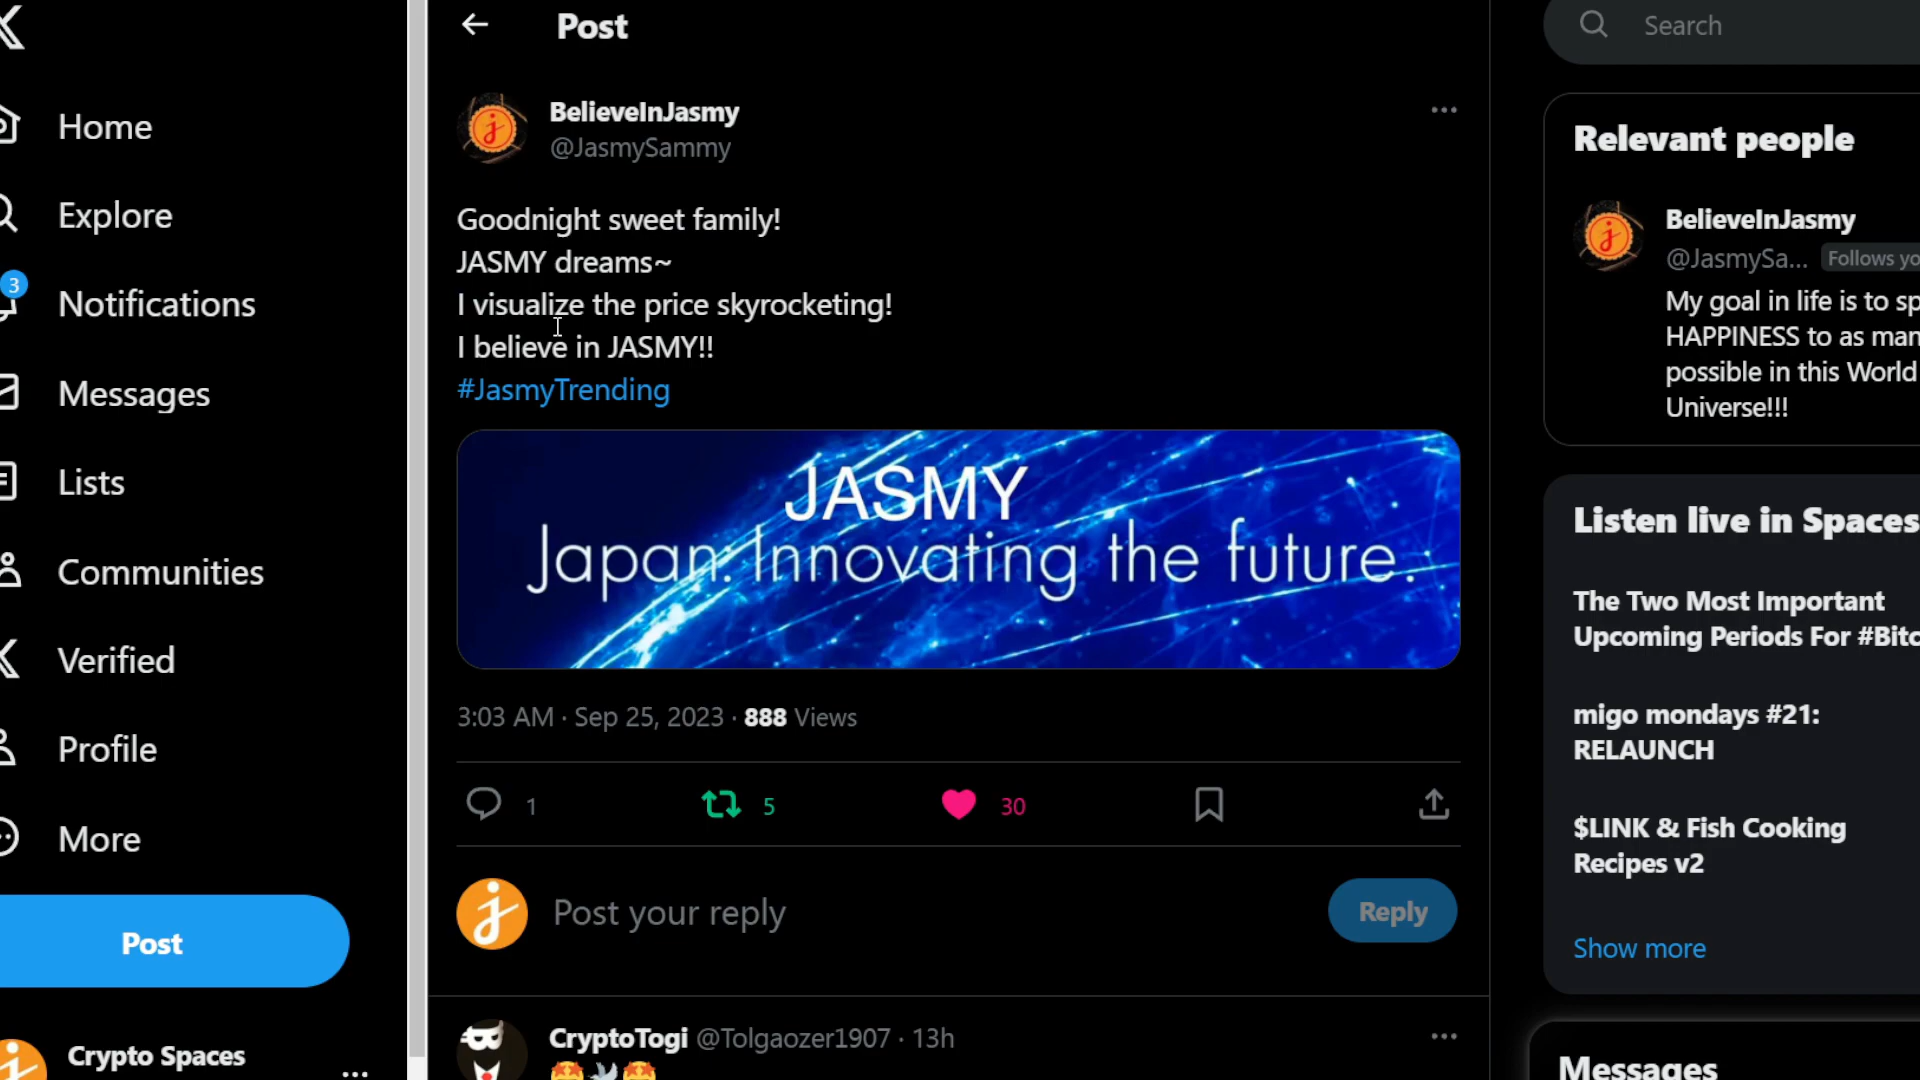 Post
Search
Home
Explore
3
Notifications
Messages
Lists
Communities
Verified
Profile
More
Post
Crypto Spaces
BelieveInJasmy
@JasmySammy
Goodnight sweet family!
JASMY dreams~
I visualize the price skyrocketing!
I believe in JASMY!!
#JasmyTrending
JASMY
Japan: Innovating the future.
3:03 AM · Sep 25, 2023 · 888 Views
1
5
30
Post your reply
Reply
CryptoTogi @Tolgaozer1907 · 13h
Relevant people
BelieveInJasmy
@JasmySa... Follows yo
My goal in life is to sp
HAPPINESS to as man
possible in this World
Universe!!!
Listen live in Spaces
The Two Most Important
Upcoming Periods For #Bitc
migo mondays #21:
RELAUNCH
$LINK & Fish Cooking
Recipes v2
Show more
Messages